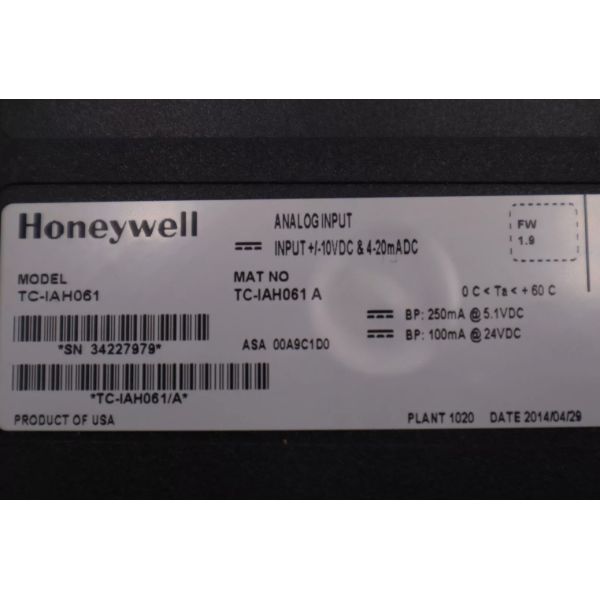 Honeywell
ANALOG INPUT
INPUT +/-10VDC & 4-20mA DC
FW
1.9
MODEL
TC-IAH061
MAT NO
TC-IAH061 A
0 C < Ta < + 60 C
*SN 34227979*
ASA 00A9C1D0
BP: 250mA @ 5.1VDC
BP: 100mA @ 24VDC
*TC-IAH061/A*
PRODUCT OF USA
PLANT 1020 DATE 2014/04/29